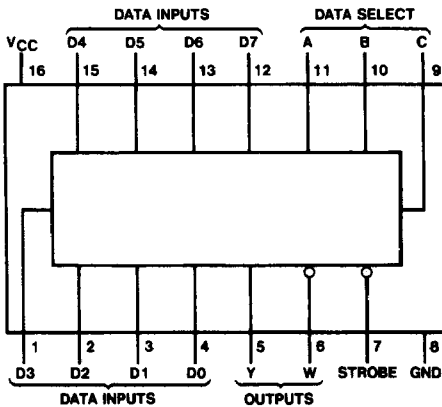 DATA INPUTS DATA SELECT
VCC D4 D5 D6 D7 A B C
16 15 14 13 12 11 10 9
1 2 3 4 5 6 7 8
D3 D2 D1 D0 Y W STROBE GND
DATA INPUTS OUTPUTS